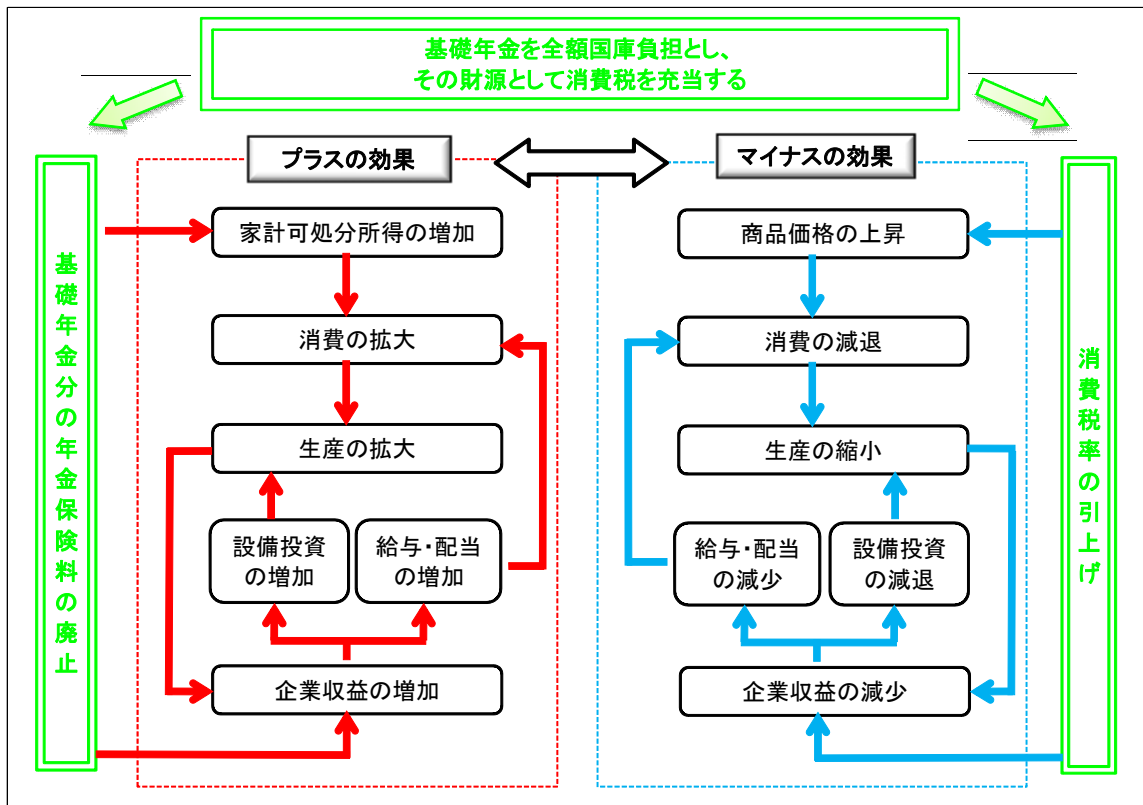 基礎年金を全額国庫負担とし、
その財源として消費税を充当する
プラスの効果
マイナスの効果
基礎年金分の年金保険料の廃止
家計可処分所得の増加
消費の拡大
生産の拡大
設備投資
の増加
給与・配当
の増加
企業収益の増加
商品価格の上昇
消費の減退
生産の縮小
給与・配当
の減少
設備投資
の減退
企業収益の減少
消費税率の引上げ